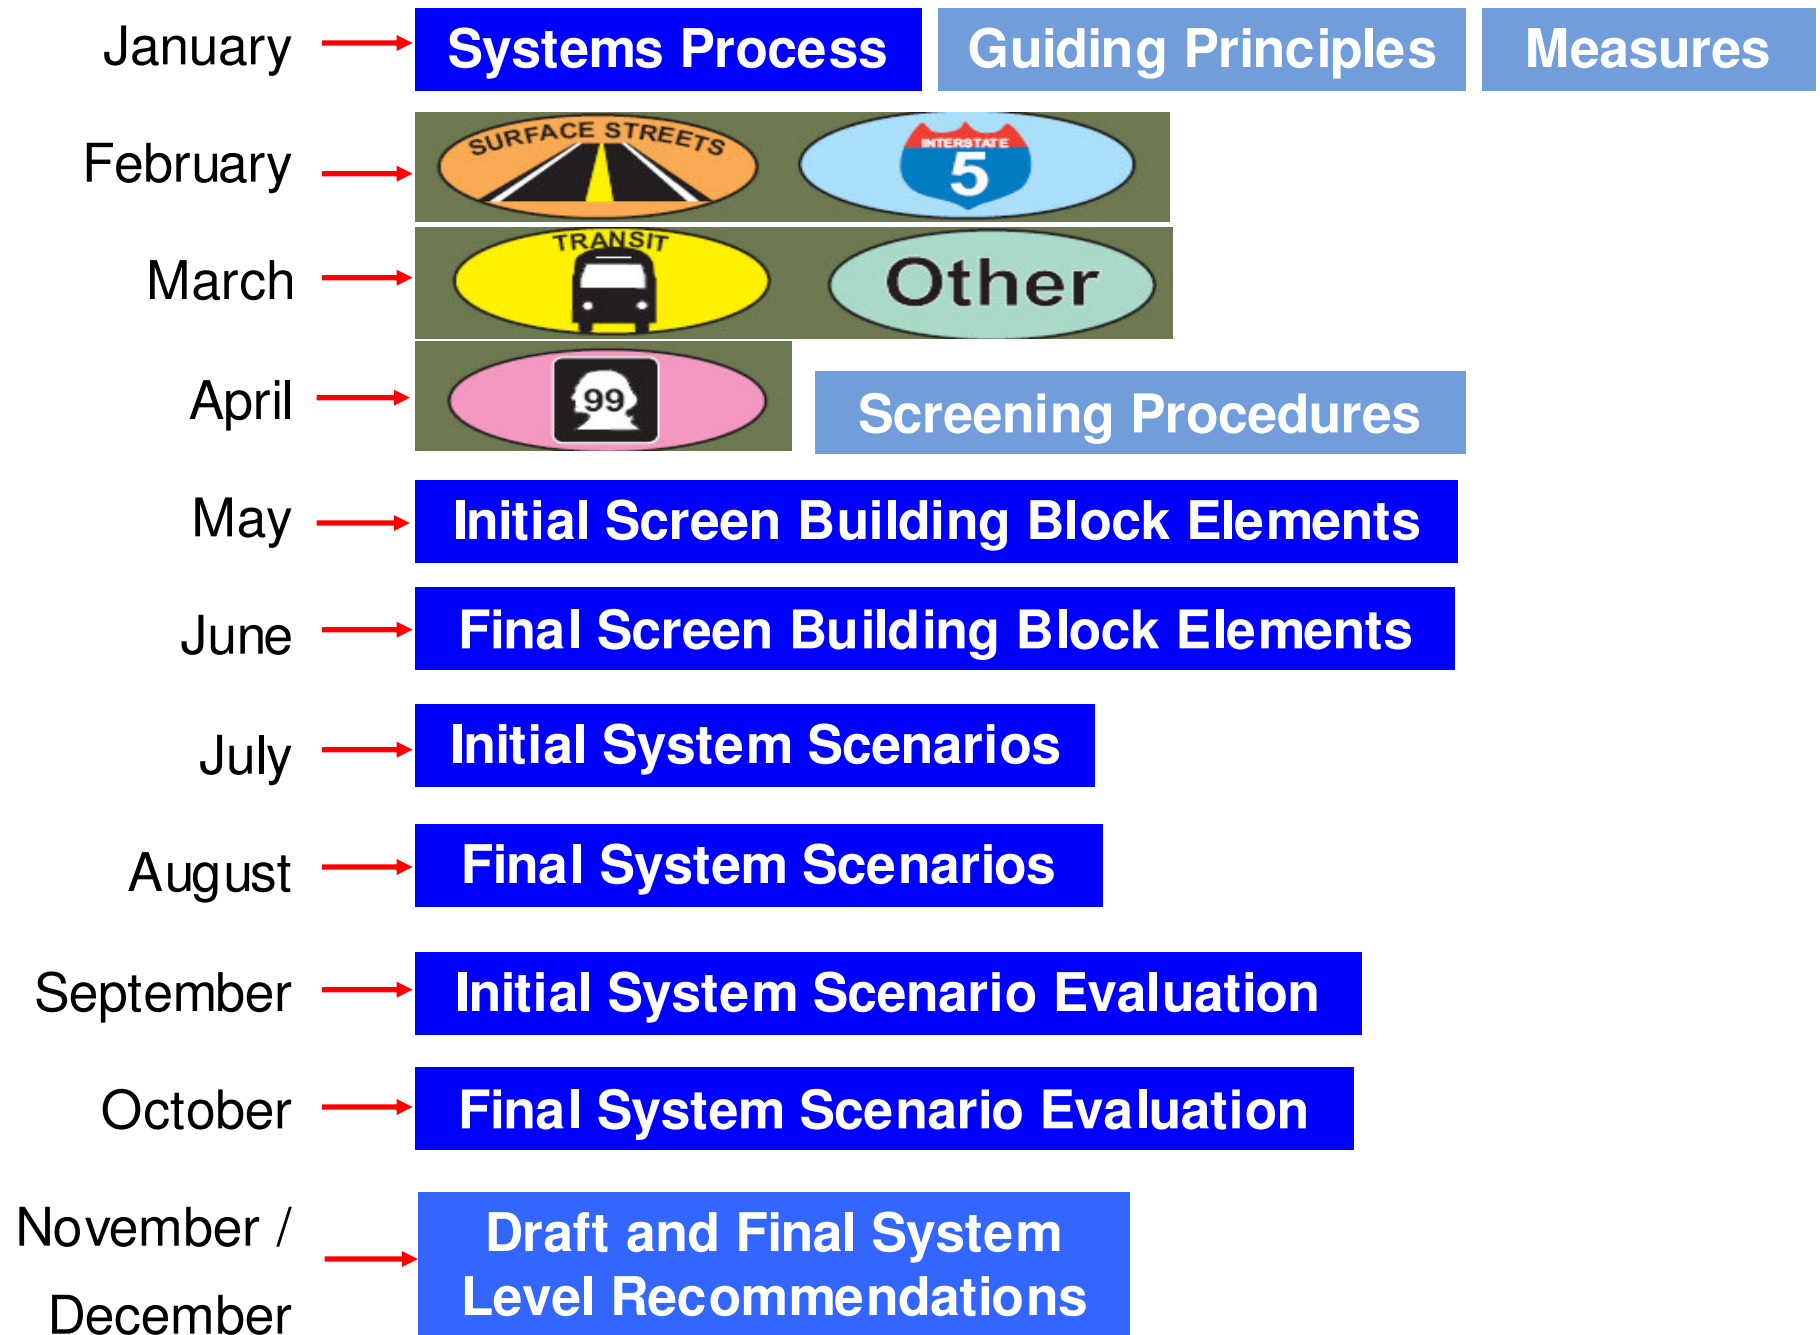 January
Systems Process
Guiding Principles
Measures
February
SURFACE STREETS
INTERSTATE
5
March
TRANSIT
Other
April
99
Screening Procedures
May
Initial Screen Building Block Elements
June
Final Screen Building Block Elements
July
Initial System Scenarios
August
Final System Scenarios
September
Initial System Scenario Evaluation
October
Final System Scenario Evaluation
November /
December
Draft and Final System
Level Recommendations